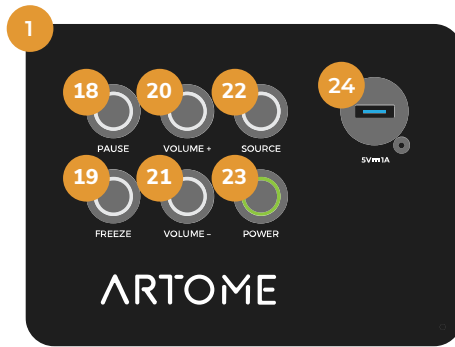 1
18 20 22 24
PAUSE VOLUME + SOURCE
5V⎓1A
19 21 23
FREEZE VOLUME – POWER
ARTOME